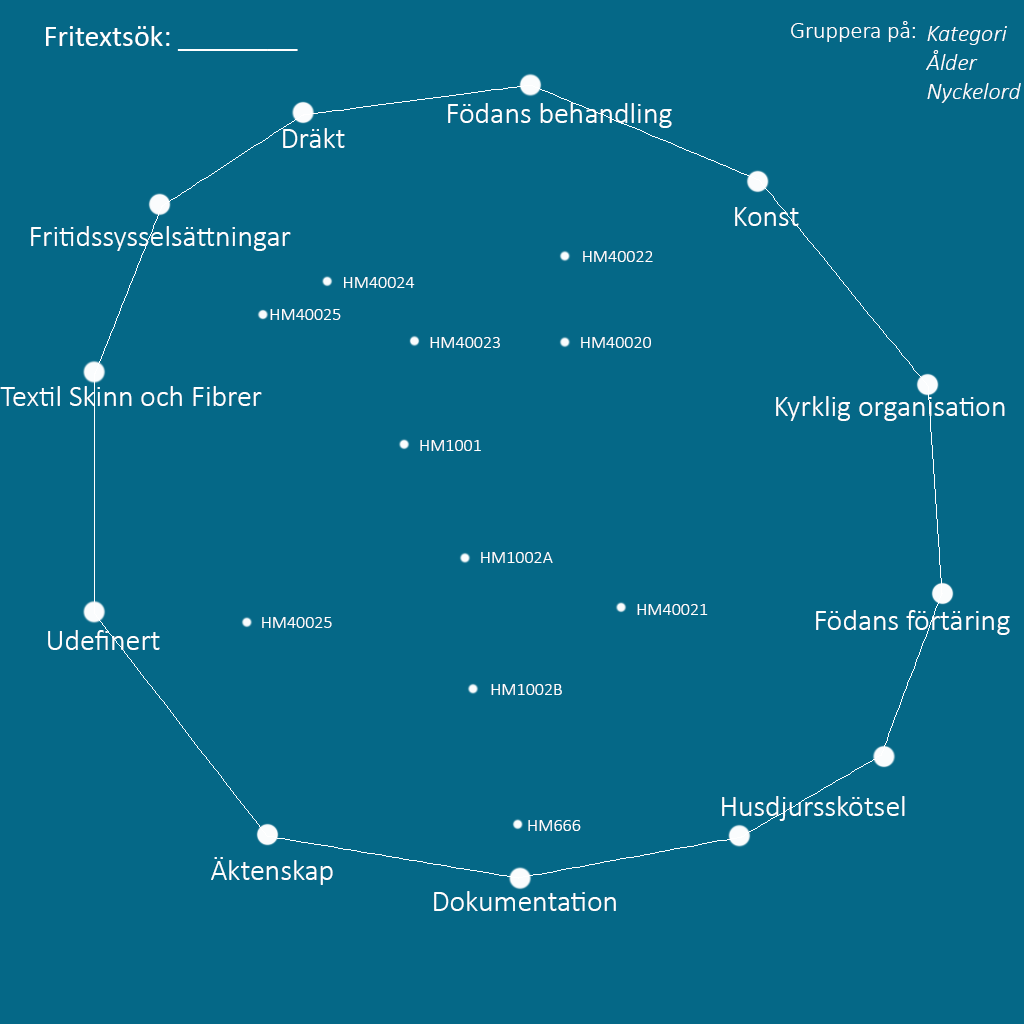 Fritextsök: _________
Gruppera på: Kategori
Ålder
Nyckelord
Födans behandling
Dräkt
Konst
Fritidssysselsättningar
HM40022
HM40024
HM40025
HM40023
HM40020
Textil Skinn och Fibrer
Kyrklig organisation
HM1001
HM1002A
HM40021
HM40025
Födans förtäring
Udefinert
HM1002B
Husdjursskötsel
HM666
Äktenskap
Dokumentation